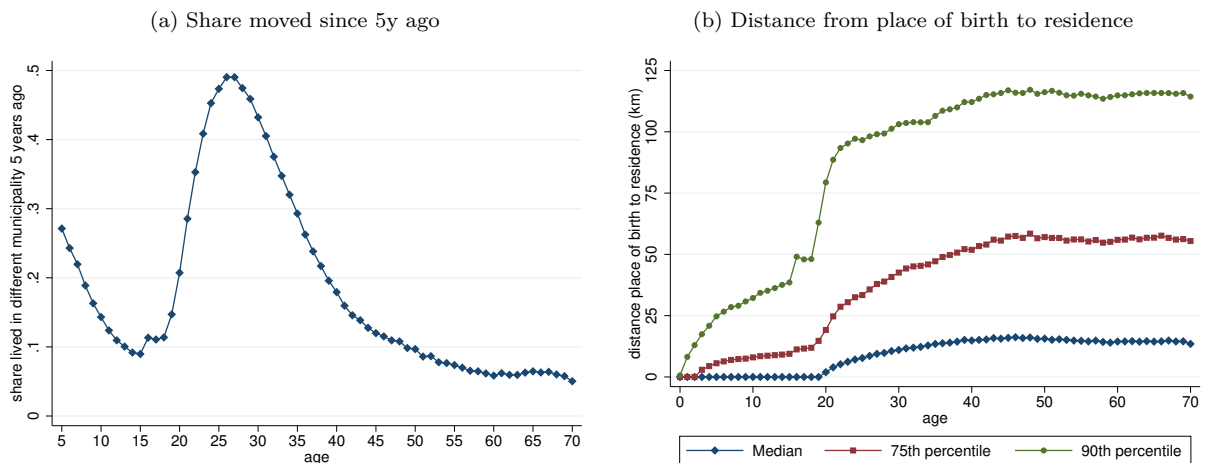 (a) Share moved since 5y ago
share lived in different municipality 5 years ago
.5
.4
.3
.2
.1
0
5 10 15 20 25 30 35 40 45 50 55 60 65 70
age
(b) Distance from place of birth to residence
distance place of birth to residence (km)
125
100
75
50
25
0
0 10 20 30 40 50 60 70
age
Median 75th percentile 90th percentile